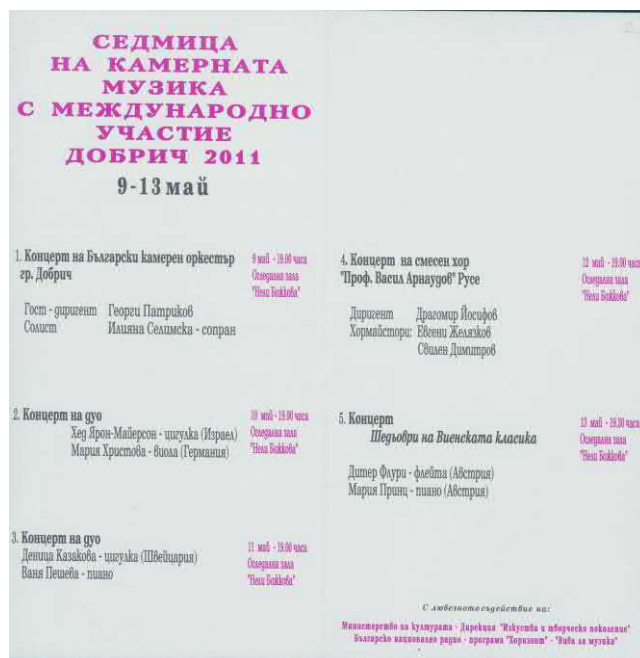 СЕДМИЦА
НА КАМЕРНАТА
МУЗИКА
С МЕЖДУНАРОДНО
УЧАСТИЕ
ДОБРИЧ 2011
9-13 май
1. Концерт на Български камерен оркестър
гр. Добрич
9 май - 19.00 часа
Огледална зала
"Нели Божкова"
Гост - диригент Георги Патриков
Солист Илияна Селимска - сопран
2. Концерт на дуо
Хед Ярон-Майерсон - цигулка (Израел)
Мария Христова - виола (Германия)
10 май - 19.00 часа
Огледална зала
"Нели Божкова"
3. Концерт на дуо
Деница Казакова - цигулка (Швейцария)
Ваня Пешева - пиано
11 май - 19.00 часа
Огледална зала
"Нели Божкова"
4. Концерт на смесен хор
"Проф. Васил Арнаудов" Русе
12 май - 19.00 часа
Огледална зала
"Нели Божкова"
Диригент Драгомир Йосифов
Хормайстори: Евгени Желязков
Свилен Димитров
5. Концерт
Шедьоври на Виенската класика
13 май - 19.30 часа
Огледална зала
"Нели Божкова"
Дитер Флури - флейта (Австрия)
Мария Принц - пиано (Австрия)
С любезното съдействие на:
Министерство на културата - Дирекция "Изкуства и творческо поколение"
Българско национално радио - програма "Хоризонт" - "Вива ла музика"